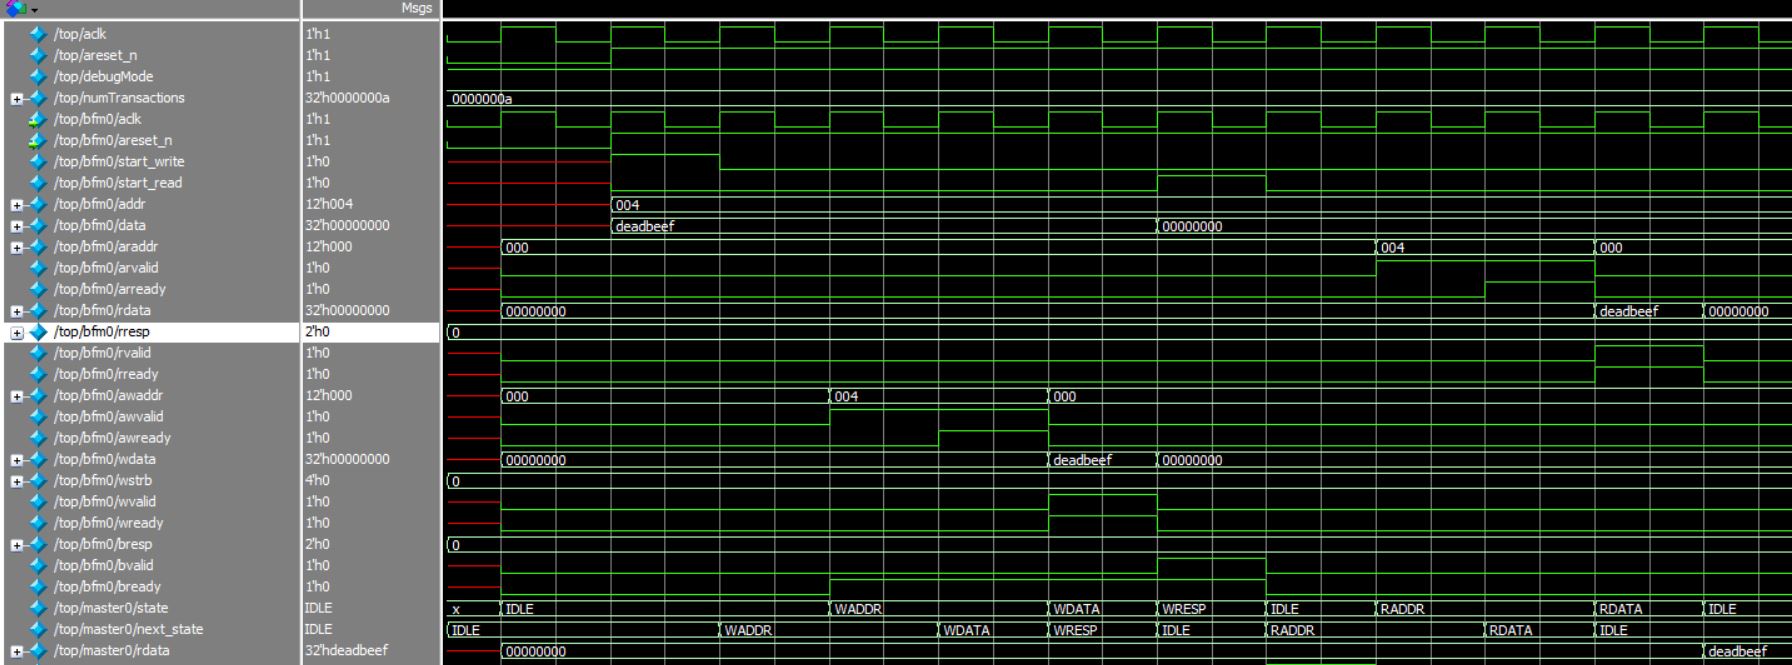 Msgs
/top/aclk 1'h1
/top/areset_n 1'h1
/top/debugMode 1'h1
/top/numTransactions 32'h0000000a 0000000a
/top/bfm0/aclk 1'h1
/top/bfm0/areset_n 1'h1
/top/bfm0/start_write 1'h0
/top/bfm0/start_read 1'h0
/top/bfm0/addr 12'h004 004
/top/bfm0/data 32'h00000000 deadbeef 00000000
/top/bfm0/araddr 12'h000 000 004 000
/top/bfm0/arvalid 1'h0
/top/bfm0/arready 1'h0
/top/bfm0/rdata 32'h00000000 00000000 deadbeef 00000000
/top/bfm0/rresp 2'h0 0
/top/bfm0/rvalid 1'h0
/top/bfm0/rready 1'h0
/top/bfm0/awaddr 12'h000 000 004 000
/top/bfm0/awvalid 1'h0
/top/bfm0/awready 1'h0
/top/bfm0/wdata 32'h00000000 00000000 deadbeef 00000000
/top/bfm0/wstrb 4'h0 0
/top/bfm0/wvalid 1'h0
/top/bfm0/wready 1'h0
/top/bfm0/bresp 2'h0 0
/top/bfm0/bvalid 1'h0
/top/bfm0/bready 1'h0
/top/master0/state IDLE x IDLE WADDR WDATA WRESP IDLE RADDR RDATA IDLE
/top/master0/next_state IDLE IDLE WADDR WDATA WRESP IDLE RADDR RDATA IDLE
/top/master0/rdata 32'hdeadbeef 00000000 deadbeef